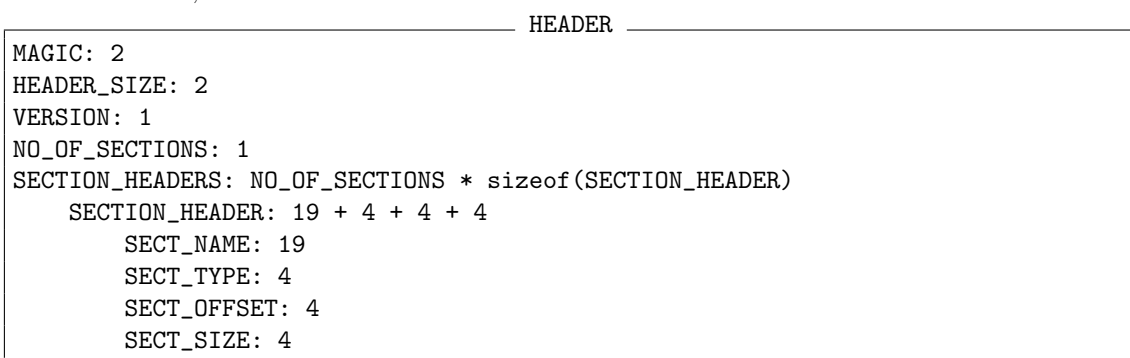 HEADER
MAGIC: 2
HEADER_SIZE: 2
VERSION: 1
NO_OF_SECTIONS: 1
SECTION_HEADERS: NO_OF_SECTIONS * sizeof(SECTION_HEADER)
    SECTION_HEADER: 19 + 4 + 4 + 4
        SECT_NAME: 19
        SECT_TYPE: 4
        SECT_OFFSET: 4
        SECT_SIZE: 4